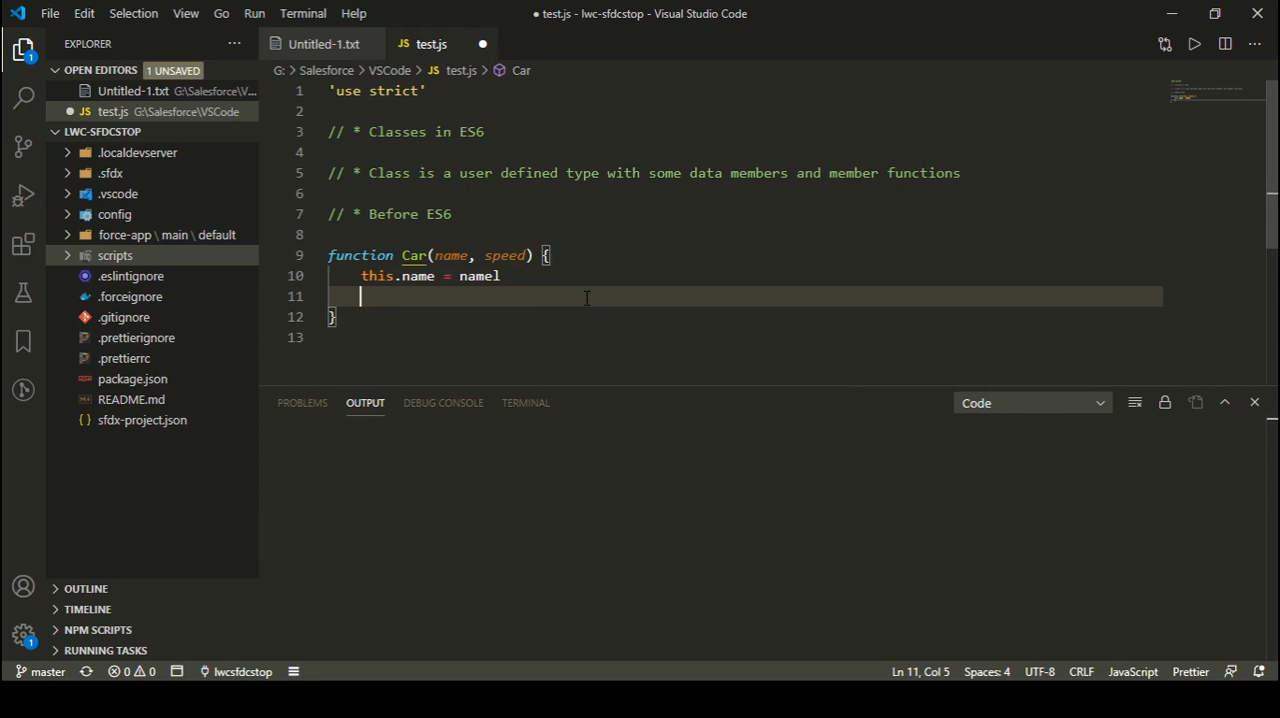 File Edit Selection View Go Run Terminal Help
● test.js - lwc-sfdcstop - Visual Studio Code
EXPLORER
Untitled-1.txt
JS test.js
OPEN EDITORS 1 UNSAVED
Untitled-1.txt G:\Salesforce\V...
JS test.js G:\Salesforce\VSCode
LWC-SFDCSTOP
.localdevserver
.sfdx
.vscode
config
force-app \ main \ default
scripts
.eslintignore
.forceignore
.gitignore
.prettierignore
.prettierrc
package.json
README.md
{} sfdx-project.json
OUTLINE
TIMELINE
NPM SCRIPTS
RUNNING TASKS
G: > Salesforce > VSCode > JS test.js > Car
1 'use strict'
2
3 // * Classes in ES6
4
5 // * Class is a user defined type with some data members and member functions
6
7 // * Before ES6
8
9 function Car(name, speed) {
10 this.name = namel
11
12 }
13
PROBLEMS OUTPUT DEBUG CONSOLE TERMINAL
Code
1
1
master 0 0 lwcsfdcstop
Ln 11, Col 5 Spaces: 4 UTF-8 CRLF JavaScript Prettier